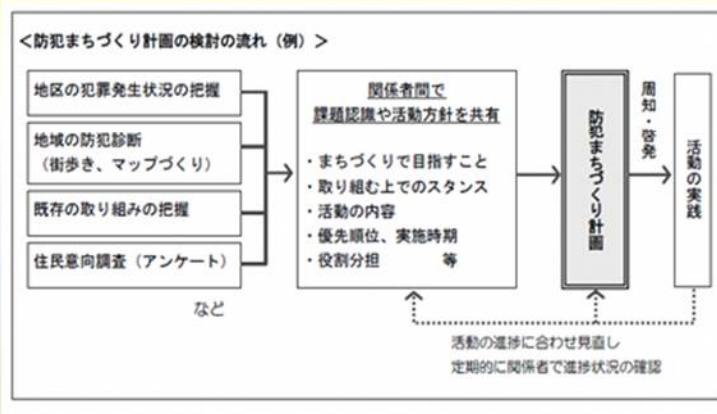 ＜防犯まちづくり計画の検討の流れ（例）＞
地区の犯罪発生状況の把握
地域の防犯診断
（街歩き、マップづくり）
既存の取り組みの把握
住民意向調査（アンケート）
など
関係者間で
課題認識や活動方針を共有
・まちづくりで目指すこと
・取り組む上でのスタンス
・活動の内容
・優先順位、実施時期
・役割分担　　　等
防犯まちづくり計画
周知・啓発
活動の実践
活動の進捗に合わせ見直し
定期的に関係者で進捗状況の確認